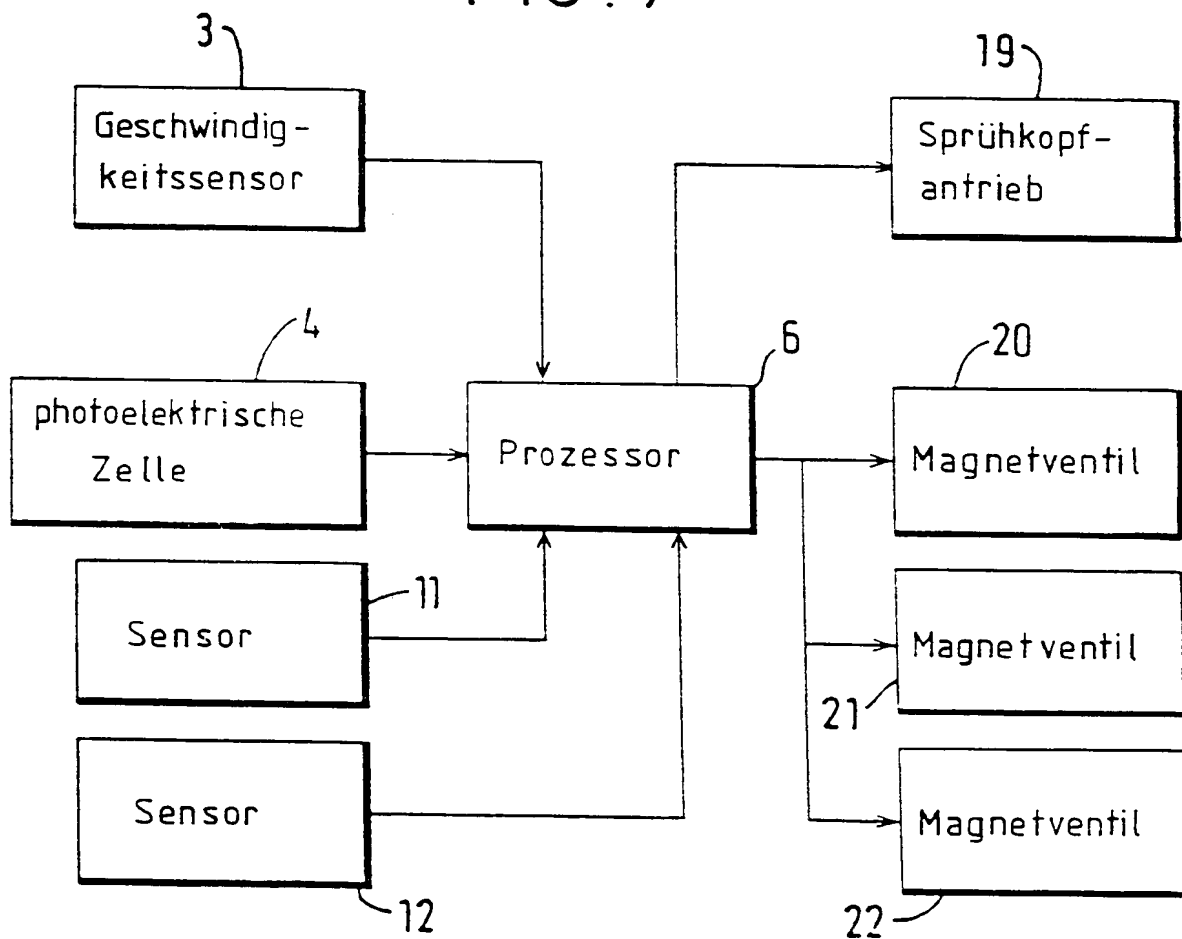 3
19
Geschwindig-
keitssensor
Sprühkopf-
antrieb
4
6
20
photoelektrische
Zelle
Prozessor
Magnetventil
11
Sensor
Magnetventil
21
Sensor
Magnetventil
12
22